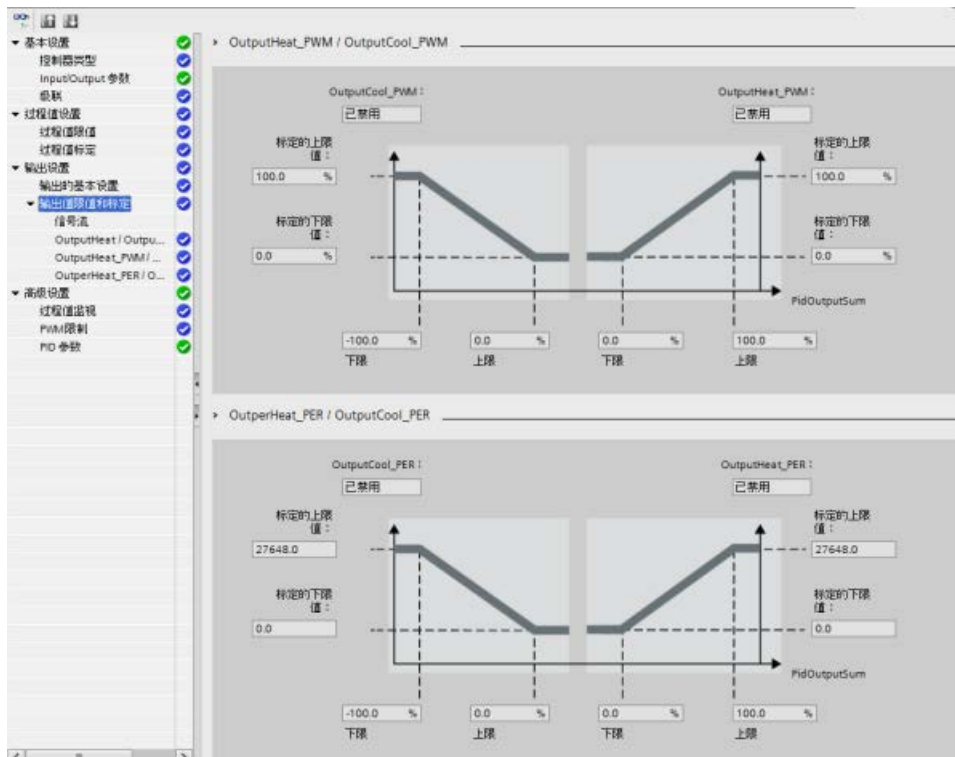 基本设置
控制器类型
Input/Output 参数
级联
过程值设置
过程值限值
过程值标定
输出设置
输出的基本设置
输出值限值和标定
信号流
OutputHeat / Outpu...
OutputHeat_PWM / ...
OutperHeat_PER / O...
高级设置
过程值监视
PWM限制
PID 参数
OutputHeat_PWM / OutputCool_PWM
OutputCool_PWM:
已禁用
OutputHeat_PWM:
已禁用
标定的上限
值:
100.0 %
标定的上限
值:
100.0 %
标定的下限
值:
0.0 %
标定的下限
值:
0.0 %
PidOutputSum
-100.0 %
0.0 %
0.0 %
100.0 %
下限
上限
下限
上限
OutperHeat_PER / OutputCool_PER
OutputCool_PER:
已禁用
OutputHeat_PER:
已禁用
标定的上限
值:
27648.0
标定的上限
值:
27648.0
标定的下限
值:
0.0
标定的下限
值:
0.0
PidOutputSum
-100.0 %
0.0 %
0.0 %
100.0 %
下限
上限
下限
上限